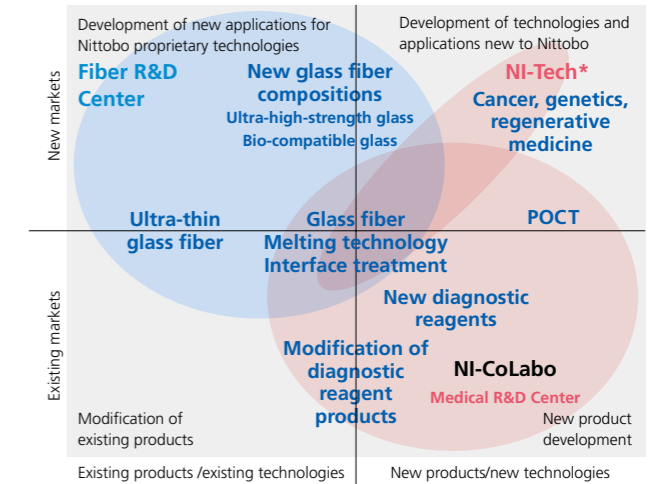 Development of new applications for
Nittobo proprietary technologies
Development of technologies and
applications new to Nittobo
New markets
Fiber R&D
Center
New glass fiber
compositions
Ultra-high-strength glass
Bio-compatible glass
NI-Tech*
Cancer, genetics,
regenerative
medicine
Ultra-thin
glass fiber
Glass fiber
Melting technology
Interface treatment
POCT
Existing markets
New diagnostic
reagents
Modification of
diagnostic
reagent
products
NI-CoLabo
Medical R&D Center
Modification of
existing products
New product
development
Existing products /existing technologies
New products/new technologies